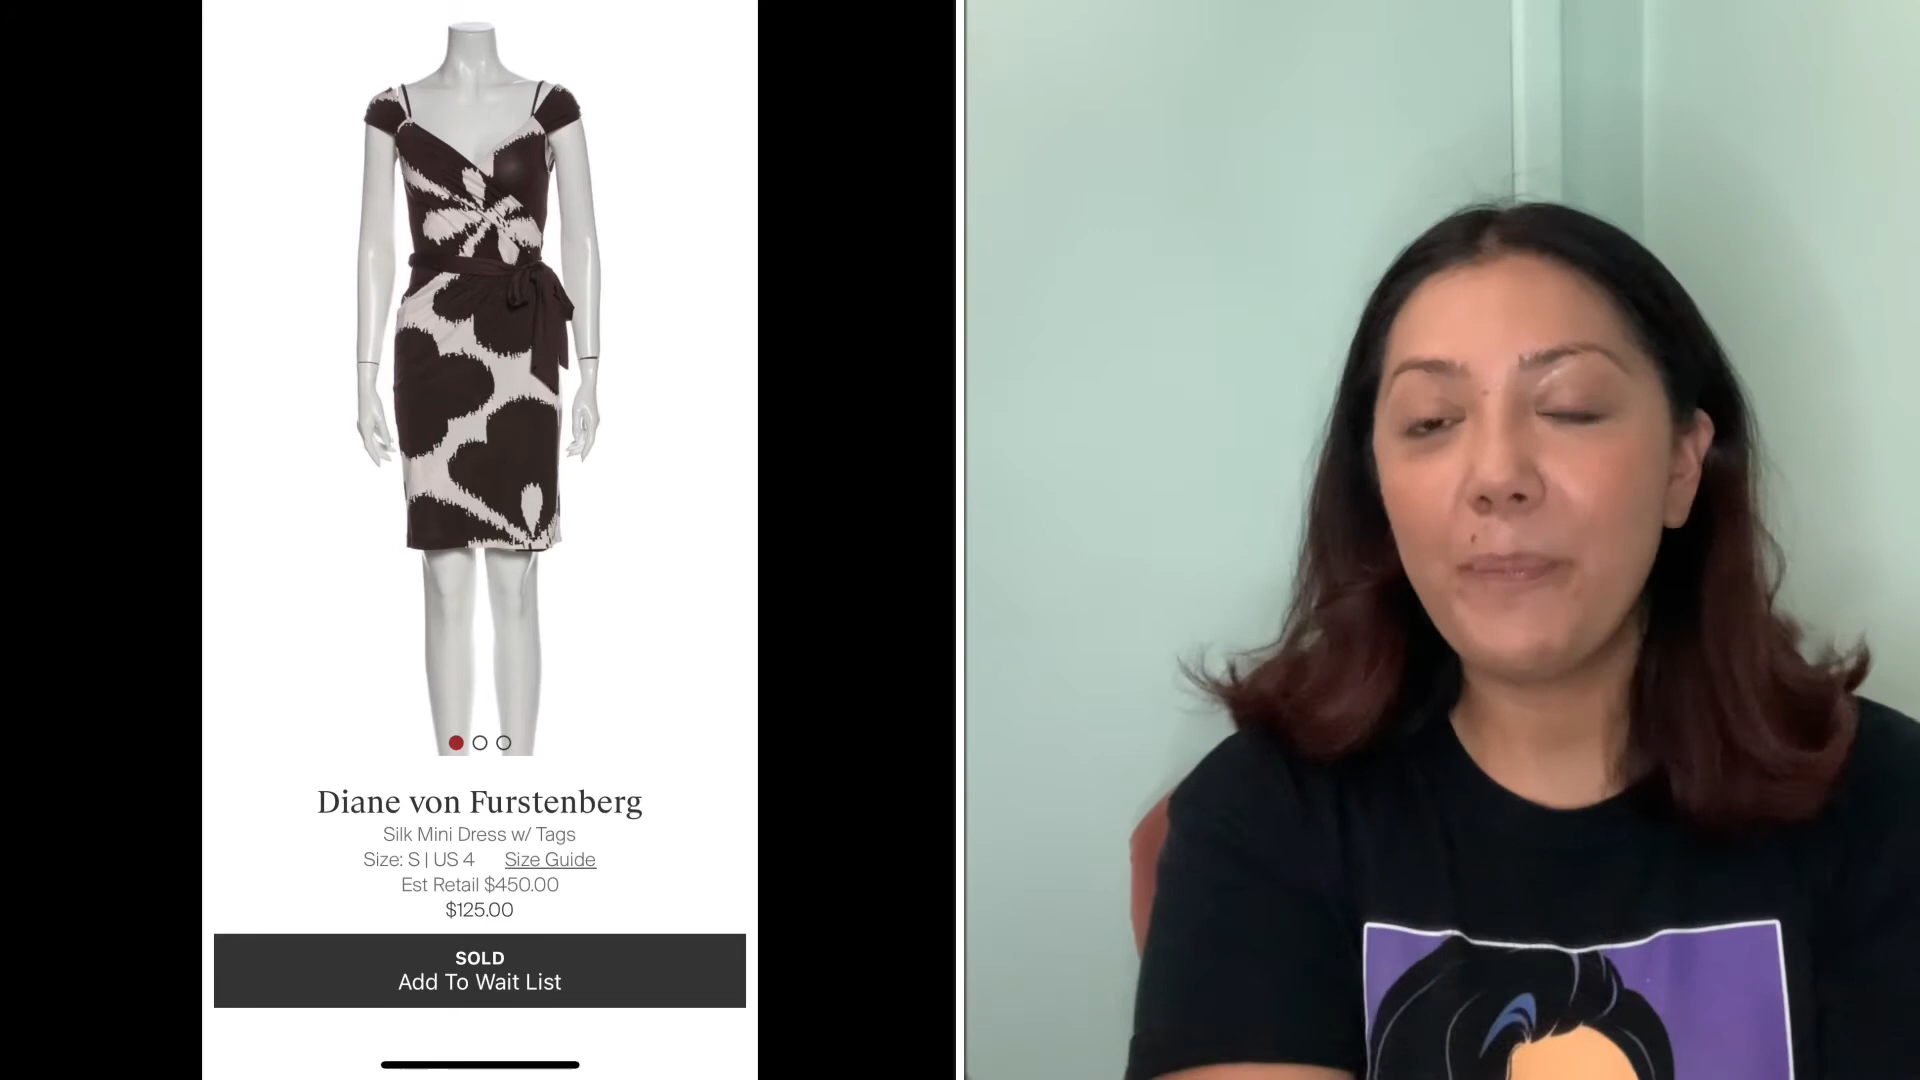 Diane von Furstenberg
Silk Mini Dress w/ Tags
Size: S | US 4 Size Guide
Est Retail $450.00
$125.00
SOLD
Add To Wait List